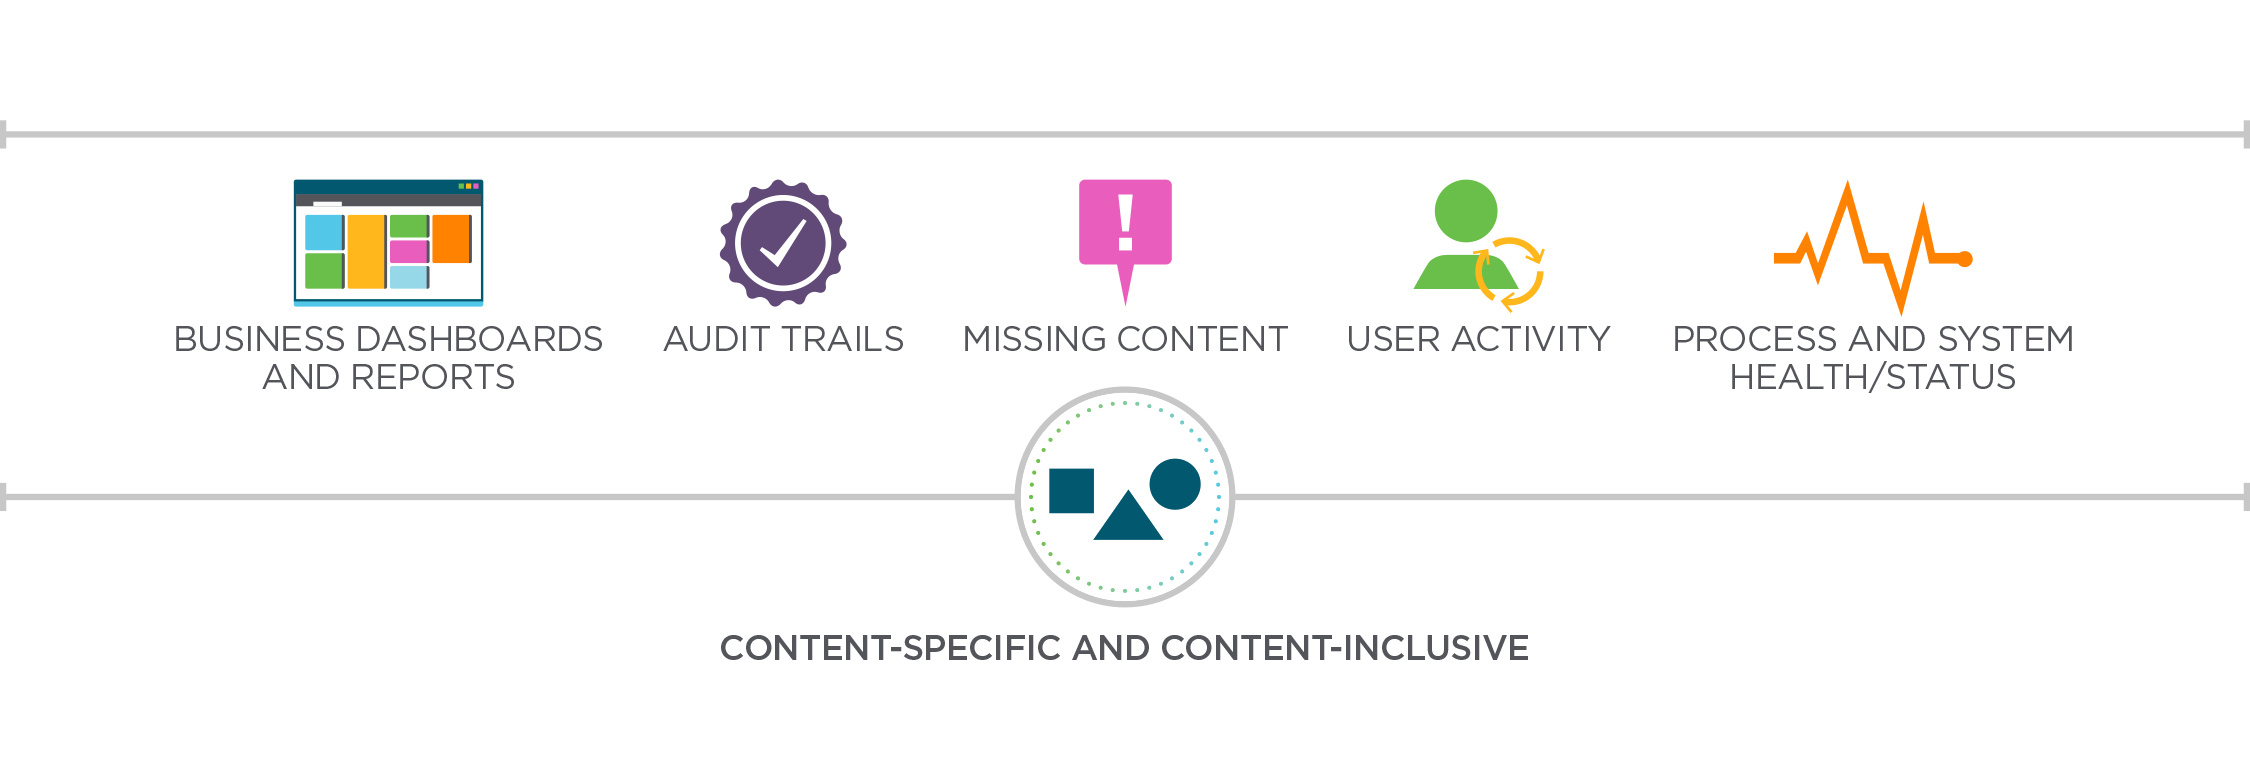 BUSINESS DASHBOARDS
AND REPORTS
AUDIT TRAILS
MISSING CONTENT
USER ACTIVITY
PROCESS AND SYSTEM
HEALTH/STATUS
CONTENT-SPECIFIC AND CONTENT-INCLUSIVE